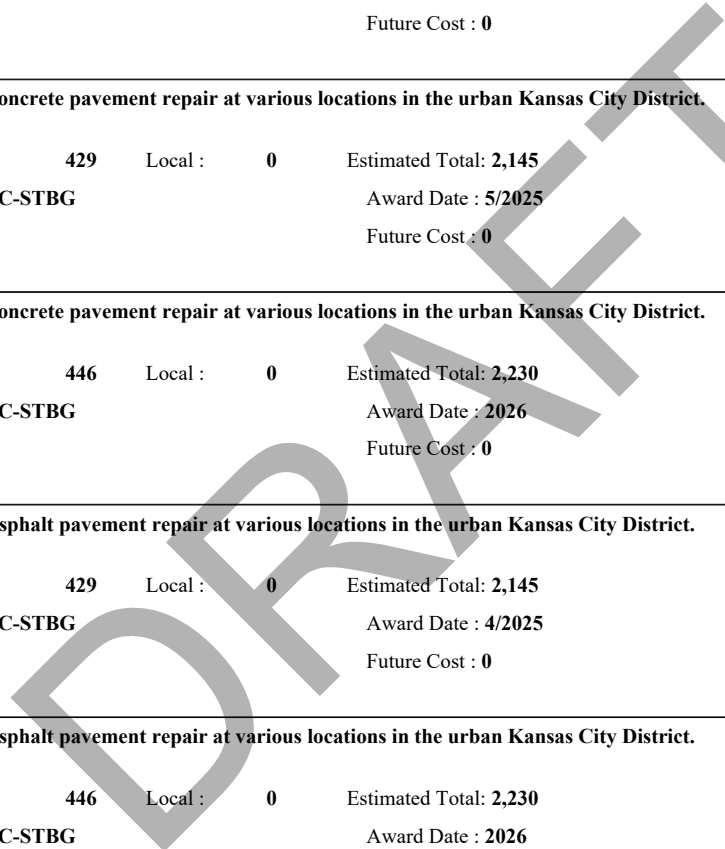 Future Cost : 0
oncrete pavement repair at various locations in the urban Kansas City District.
429 Local : 0 Estimated Total: 2,145
C-STBG Award Date : 5/2025
Future Cost : 0
oncrete pavement repair at various locations in the urban Kansas City District.
446 Local : 0 Estimated Total: 2,230
C-STBG Award Date : 2026
Future Cost : 0
sphalt pavement repair at various locations in the urban Kansas City District.
429 Local : 0 Estimated Total: 2,145
C-STBG Award Date : 4/2025
Future Cost : 0
sphalt pavement repair at various locations in the urban Kansas City District.
446 Local : 0 Estimated Total: 2,230
C-STBG Award Date : 2026
DRAFT